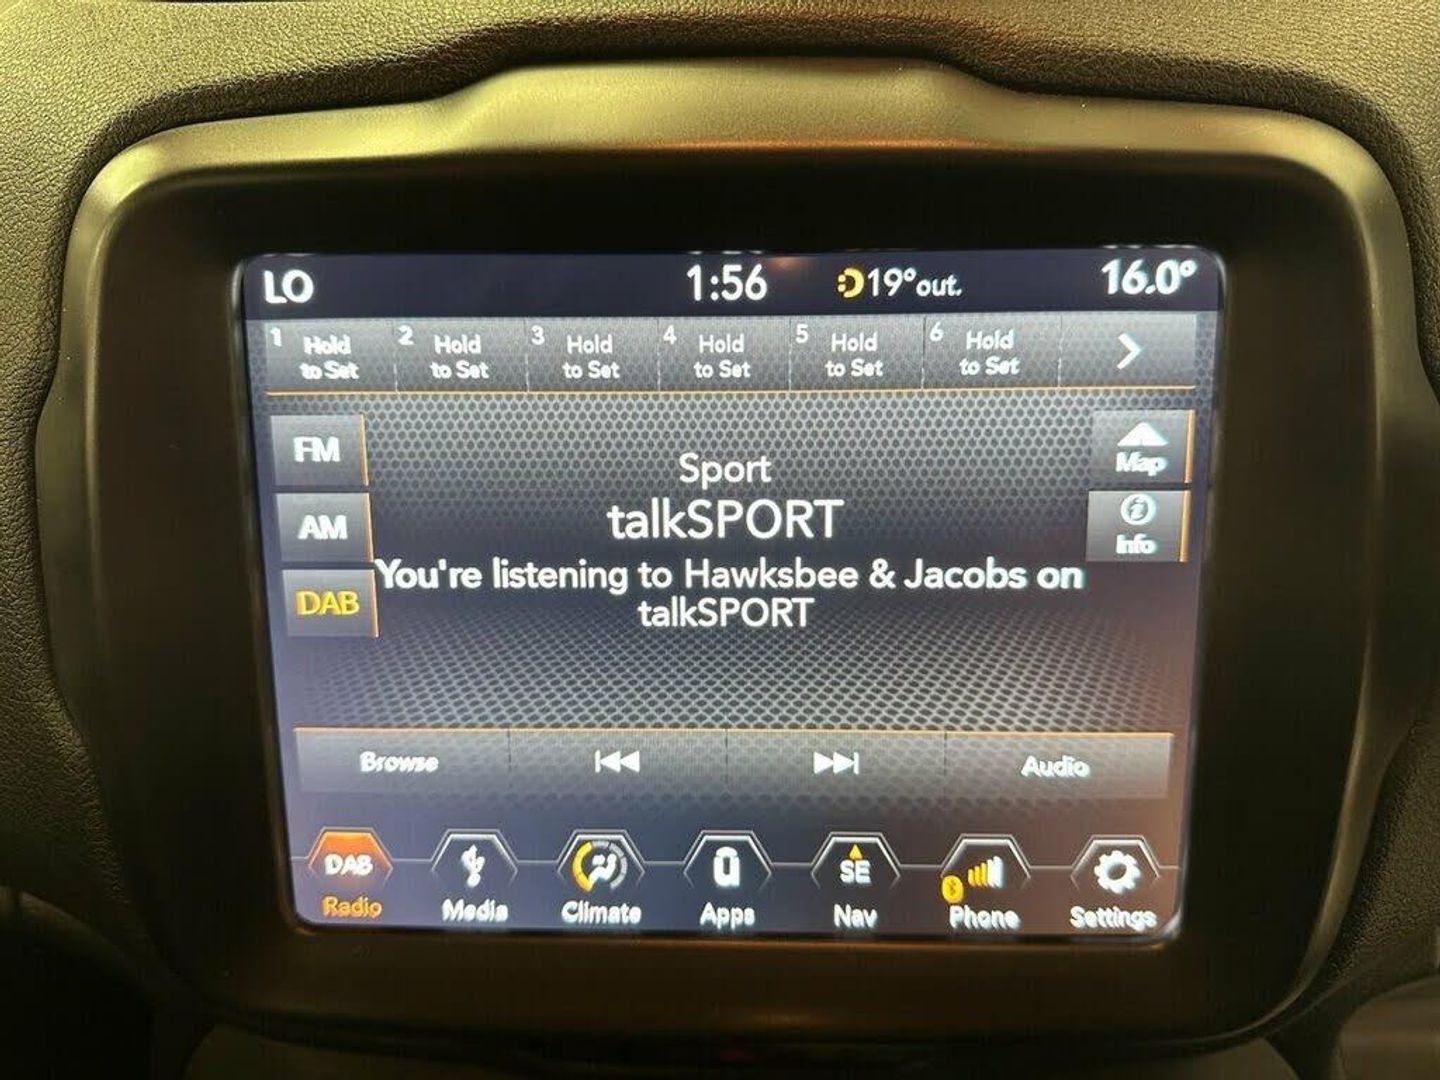 LO 1:56 19°out. 16.0°
1 Hold to Set 2 Hold to Set 3 Hold to Set 4 Hold to Set 5 Hold to Set 6 Hold to Set
FM
AM
DAB
Sport
talkSPORT
You're listening to Hawksbee & Jacobs on
talkSPORT
Map
Info
Browse Audio
DAB SE
Radio Media Climate Apps Nav Phone Settings